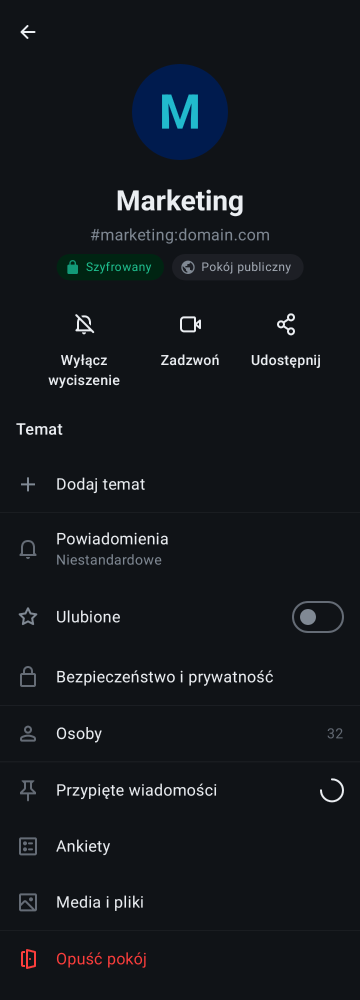 M
Marketing
#marketing:domain.com
Szyfrowany
Pokój publiczny
Wyłącz
wyciszenie
Zadzwoń
Udostępnij
Temat
Dodaj temat
Powiadomienia
Niestandardowe
Ulubione
Bezpieczeństwo i prywatność
Osoby
32
Przypięte wiadomości
Ankiety
Media i pliki
Opuść pokój